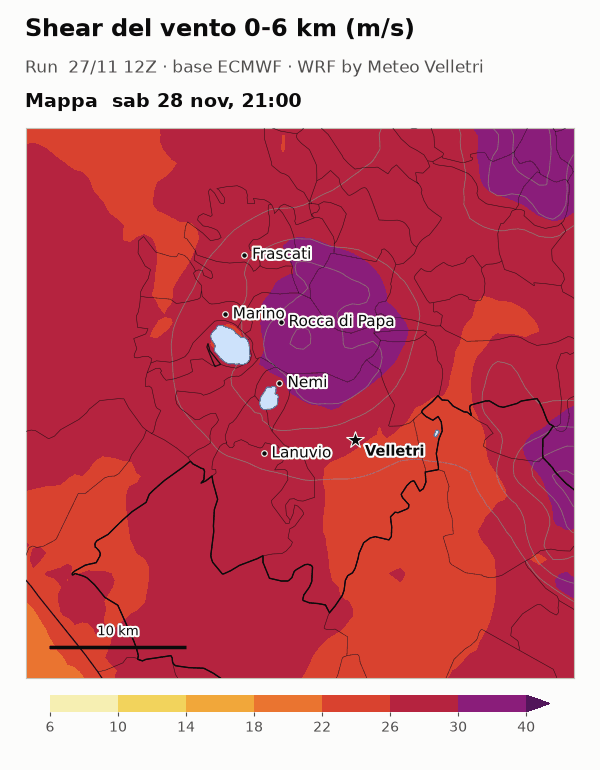 Shear del vento 0-6 km (m/s)
Run  27/11 12Z · base ECMWF · WRF by Meteo Velletri
Mappa  sab 28 nov, 21:00
Frascati
Marino
Rocca di Papa
Nemi
Velletri
Lanuvio
10 km
6 10 14 18 22 26 30 40